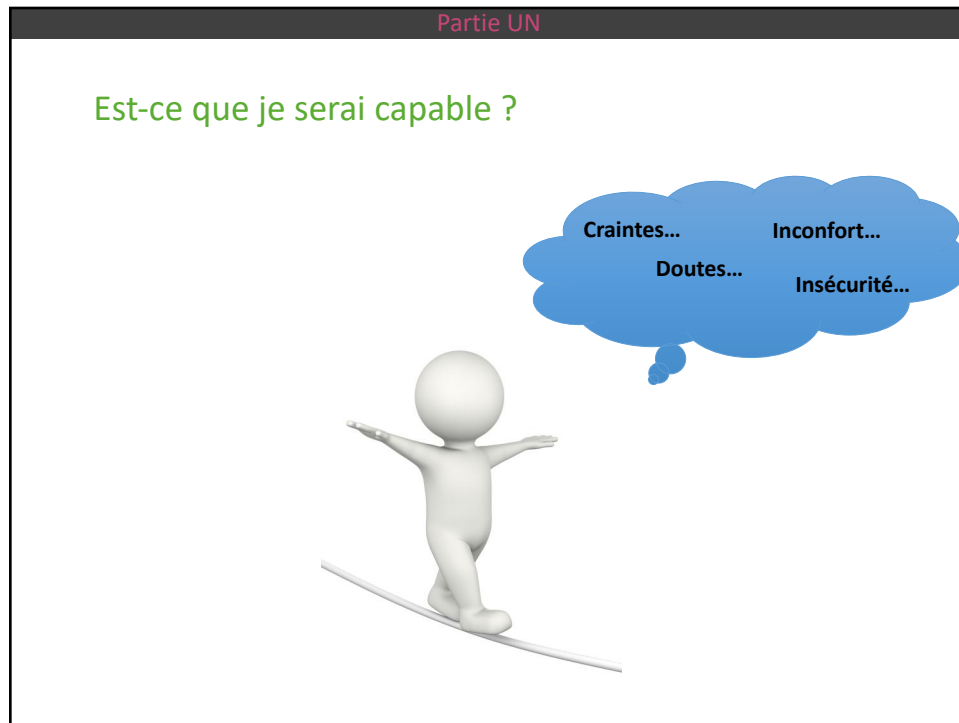 Partie UN
Est-ce que je serai capable ?
Craintes…
Inconfort…
Doutes…
Insécurité…